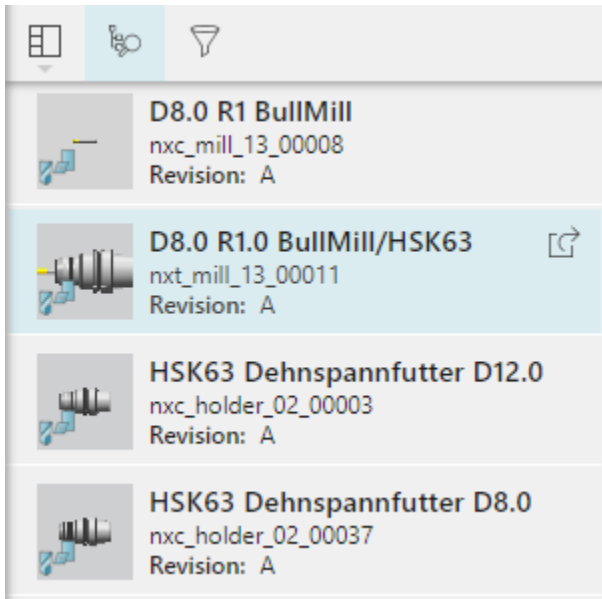 D8.0 R1 BullMill
nxc_mill_13_00008
Revision: A
D8.0 R1.0 BullMill/HSK63
nxt_mill_13_00011
Revision: A
HSK63 Dehnspannfutter D12.0
nxc_holder_02_00003
Revision: A
HSK63 Dehnspannfutter D8.0
nxc_holder_02_00037
Revision: A